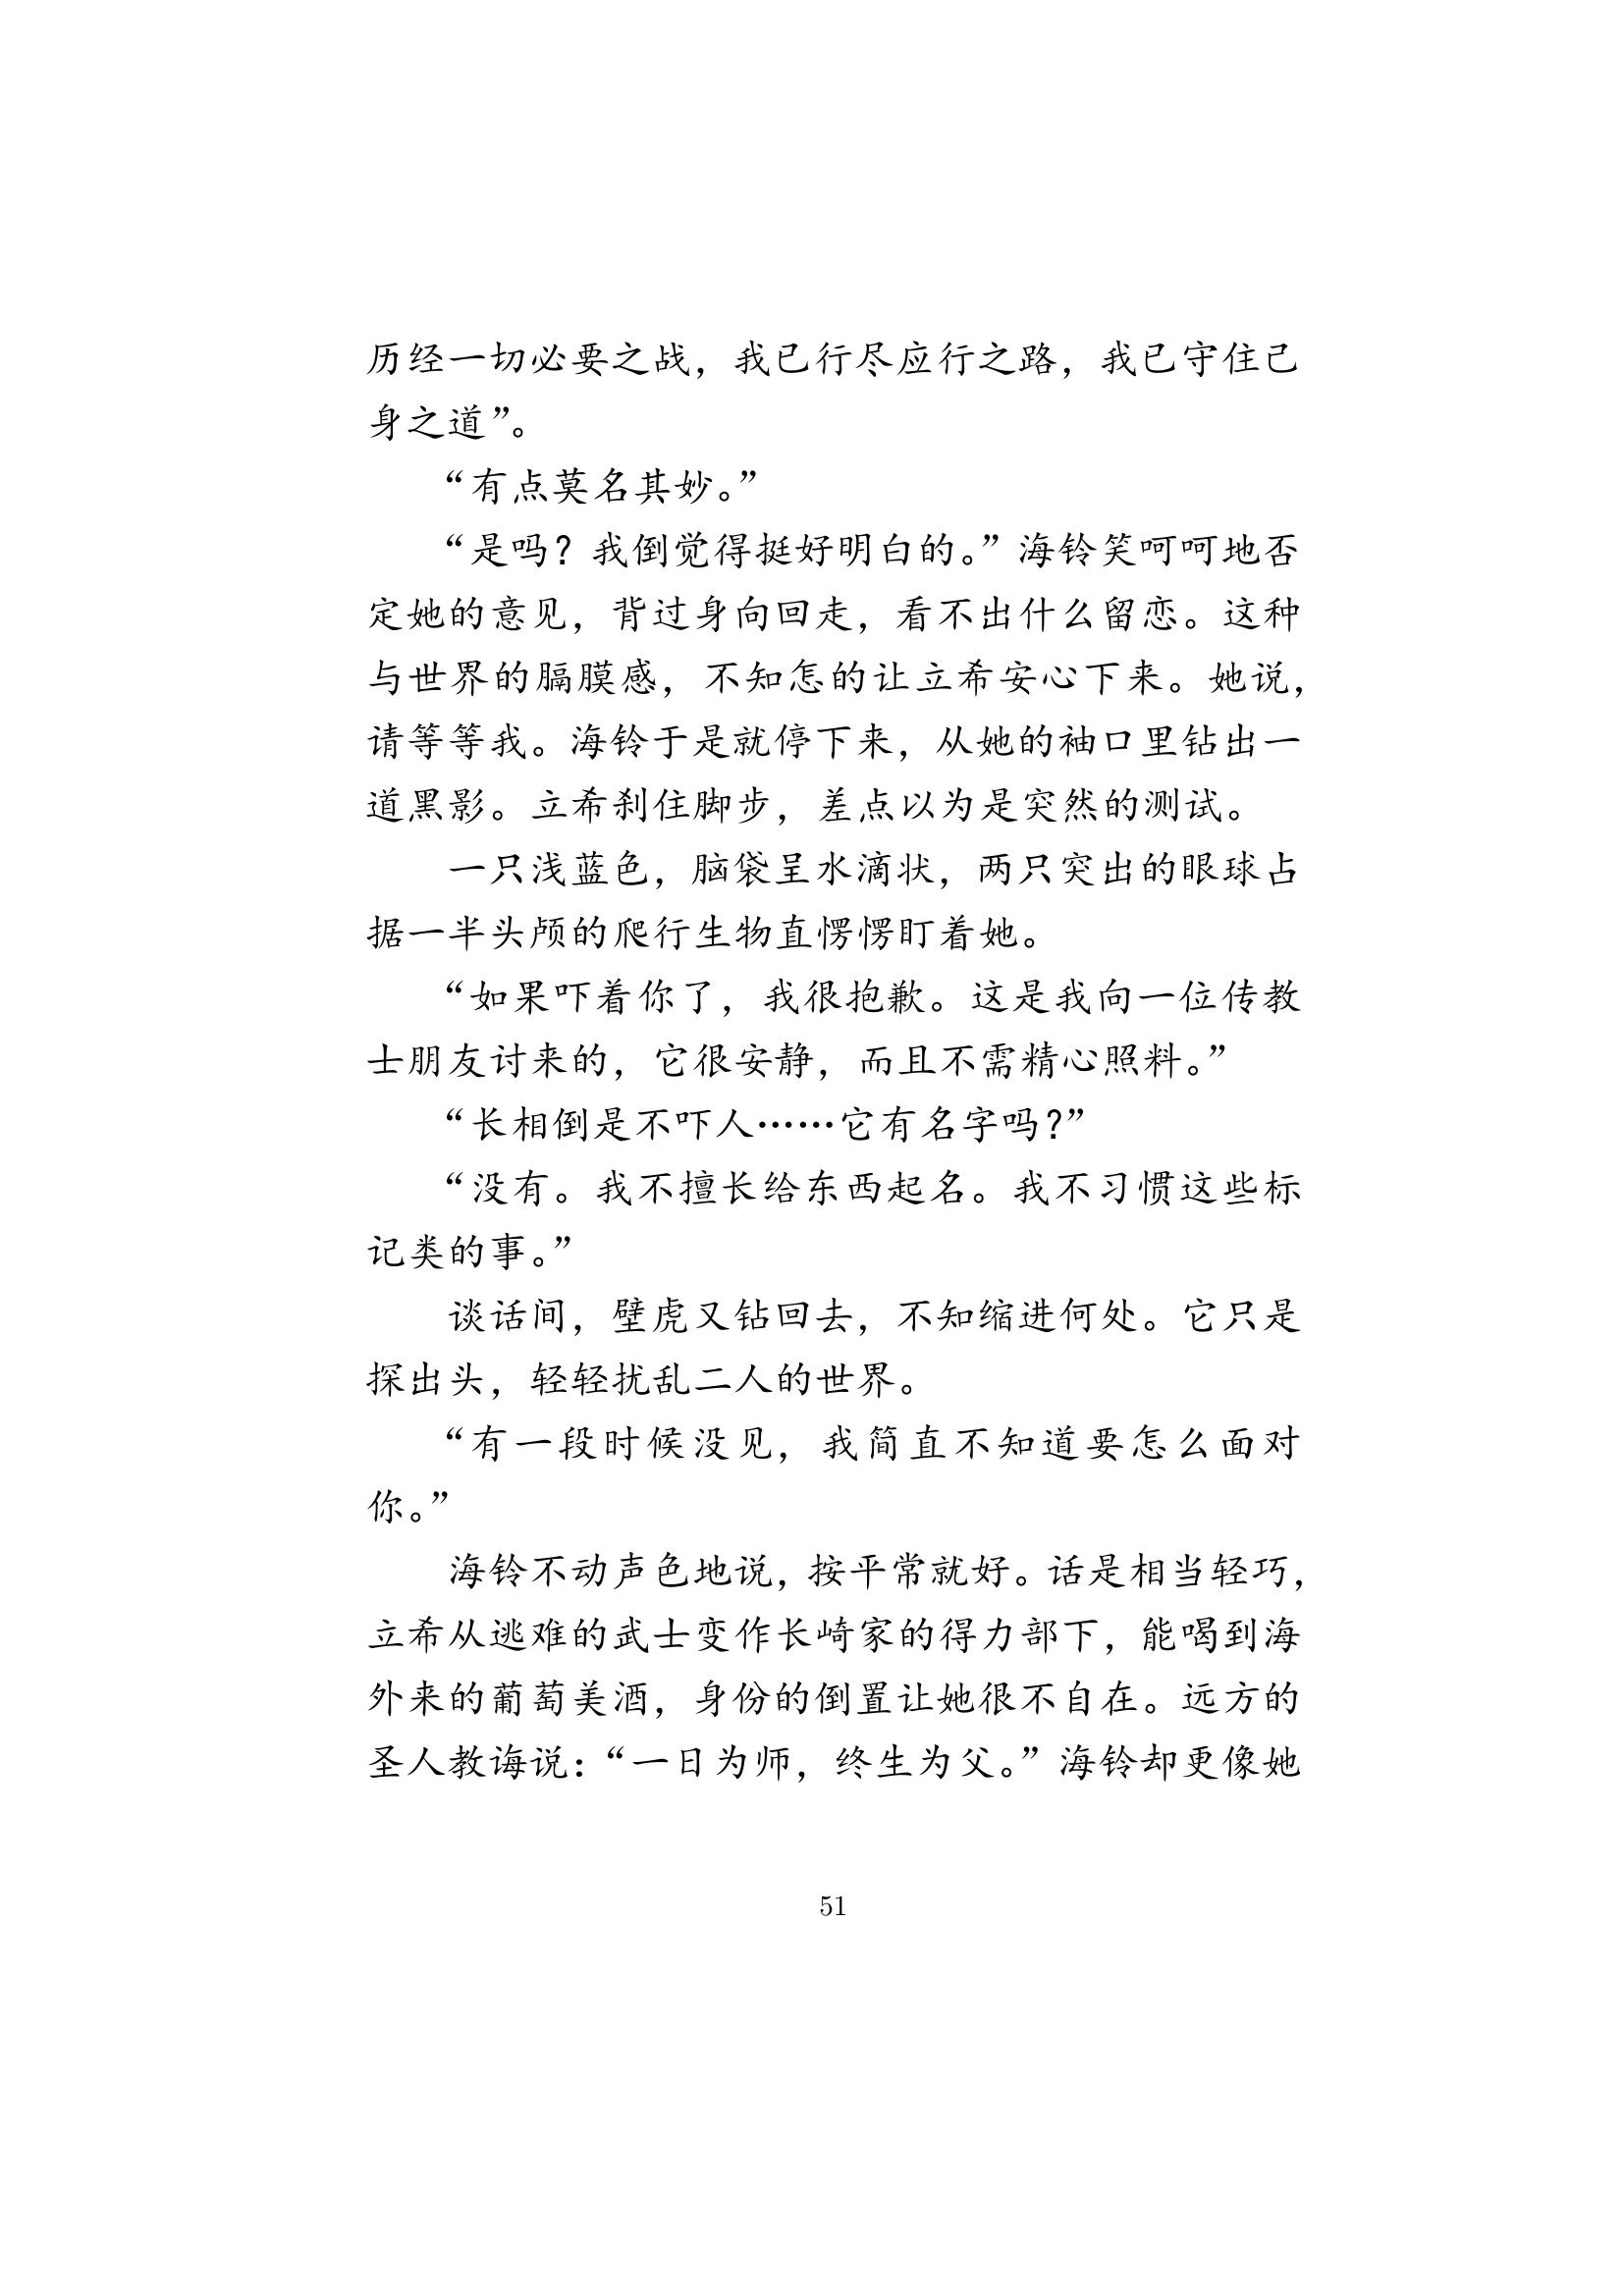 历经一切必要之战，我已行尽应行之路，我已守住己
身之道”。
“有点莫名其妙。”
“是吗？我倒觉得挺好明白的。”海铃笑呵呵地否
定她的意见，背过身向回走，看不出什么留恋。这种
与世界的膈膜感，不知怎的让立希安心下来。她说，
请等等我。海铃于是就停下来，从她的袖口里钻出一
道黑影。立希刹住脚步，差点以为是突然的测试。
一只浅蓝色，脑袋呈水滴状，两只突出的眼球占
据一半头颅的爬行生物直愣愣盯着她。
“如果吓着你了，我很抱歉。这是我向一位传教
士朋友讨来的，它很安静，而且不需精心照料。”
“长相倒是不吓人……它有名字吗？”
“没有。我不擅长给东西起名。我不习惯这些标
记类的事。”
谈话间，壁虎又钻回去，不知缩进何处。它只是
探出头，轻轻扰乱二人的世界。
“有一段时候没见，我简直不知道要怎么面对
你。”
海铃不动声色地说，按平常就好。话是相当轻巧，
立希从逃难的武士变作长崎家的得力部下，能喝到海
外来的葡萄美酒，身份的倒置让她很不自在。远方的
圣人教诲说：“一日为师，终生为父。”海铃却更像她
51